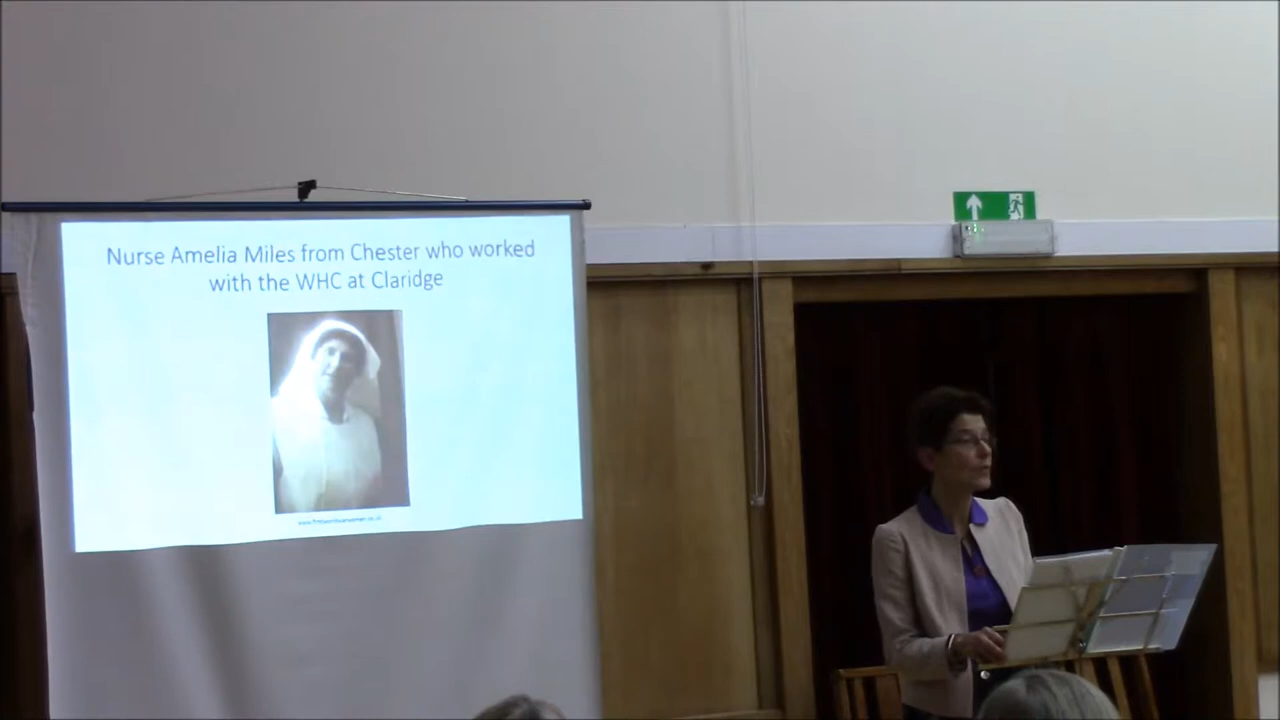 Nurse Amelia Miles from Chester who worked
with the WHC at Claridge